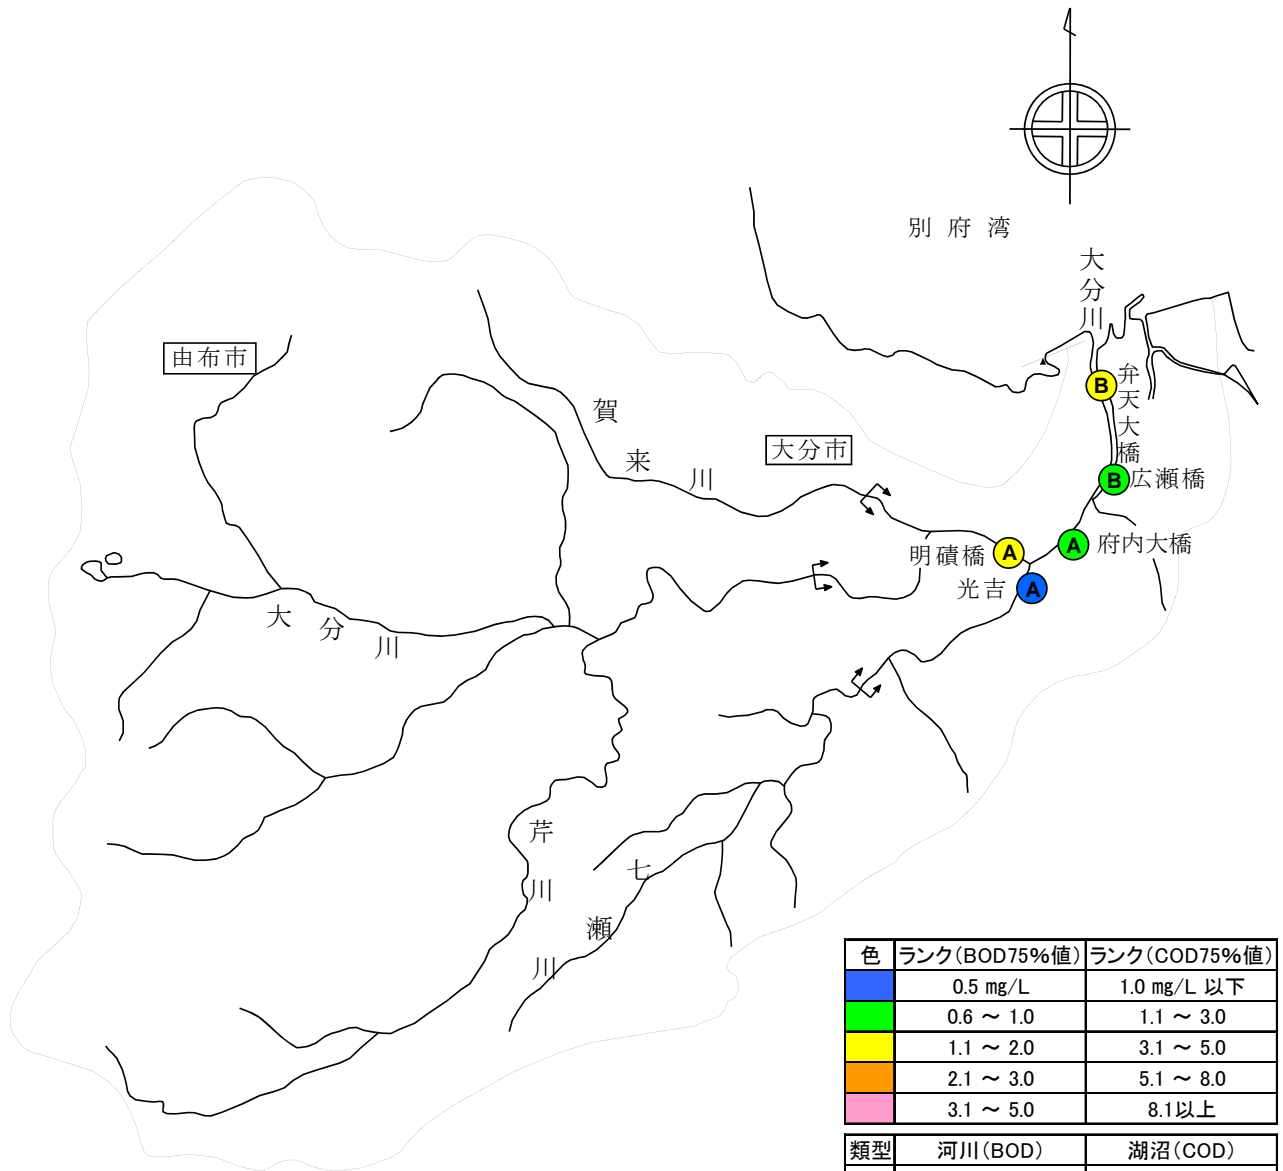 別府湾
大分川
由布市
弁天大橋
B
賀来川
大分市
広瀬橋
B
府内大橋
A
明磧橋
A
光吉
A
大分川
芹川
七瀬川
色 ランク(BOD75%値) ランク(COD75%値)
0.5 mg/L 1.0 mg/L 以下
0.6 ～ 1.0 1.1 ～ 3.0
1.1 ～ 2.0 3.1 ～ 5.0
2.1 ～ 3.0 5.1 ～ 8.0
3.1 ～ 5.0 8.1以上
類型 河川(BOD) 湖沼(COD)